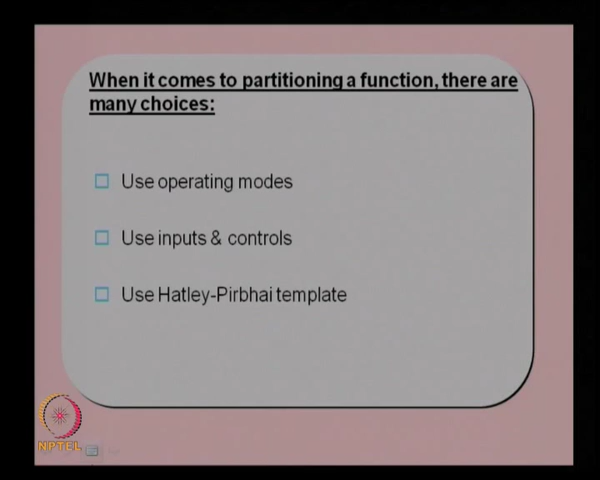 When it comes to partitioning a function, there are
many choices:
Use operating modes
Use inputs & controls
Use Hatley-Pirbhai template
NPTEL